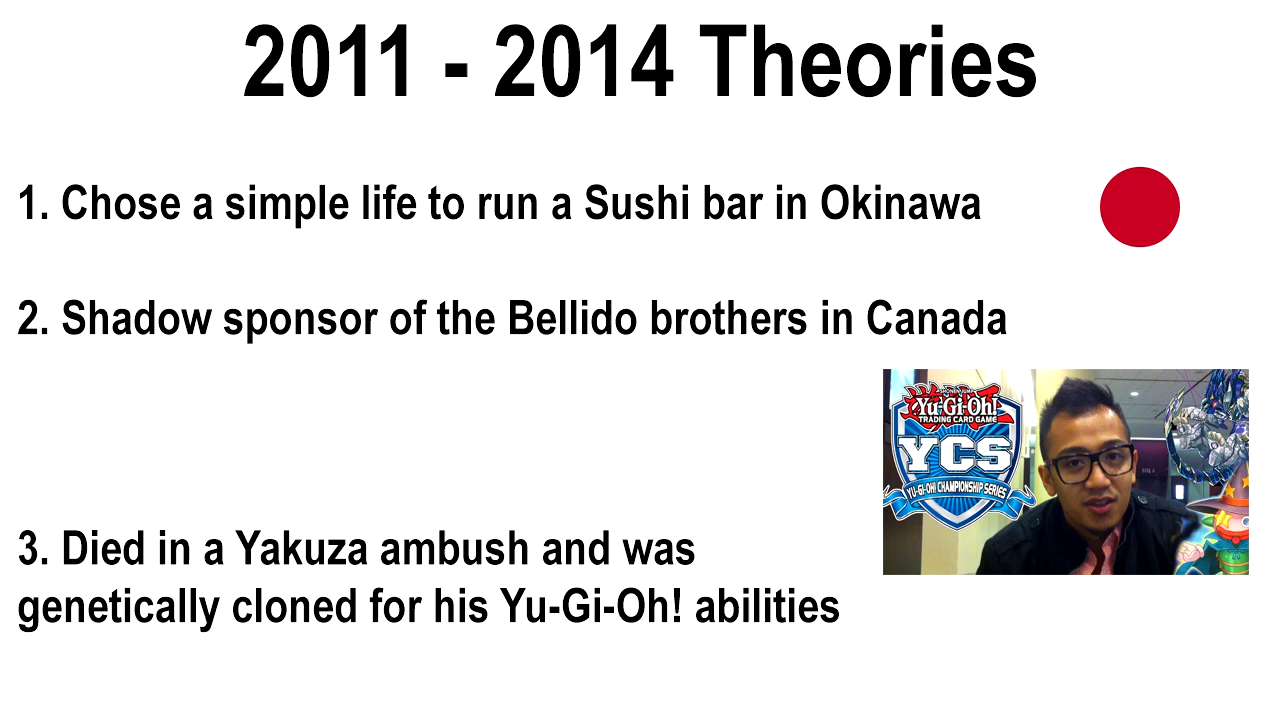 2011 - 2014 Theories
1. Chose a simple life to run a Sushi bar in Okinawa
2. Shadow sponsor of the Bellido brothers in Canada
SHONEN JUMP
Yu-Gi-Oh!
TRADING CARD GAME
YCS
YU-GI-OH! CHAMPIONSHIP SERIES
3. Died in a Yakuza ambush and was
genetically cloned for his Yu-Gi-Oh! abilities